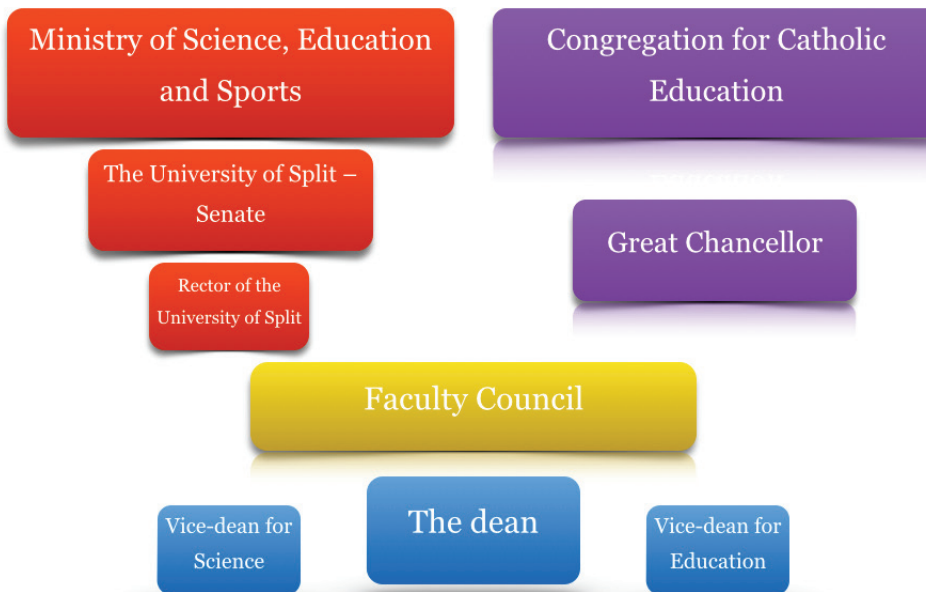 Ministry of Science, Education
and Sports
Congregation for Catholic
Education
The University of Split –
Senate
Great Chancellor
Rector of the
University of Split
Faculty Council
The dean
Vice-dean for
Science
Vice-dean for
Education